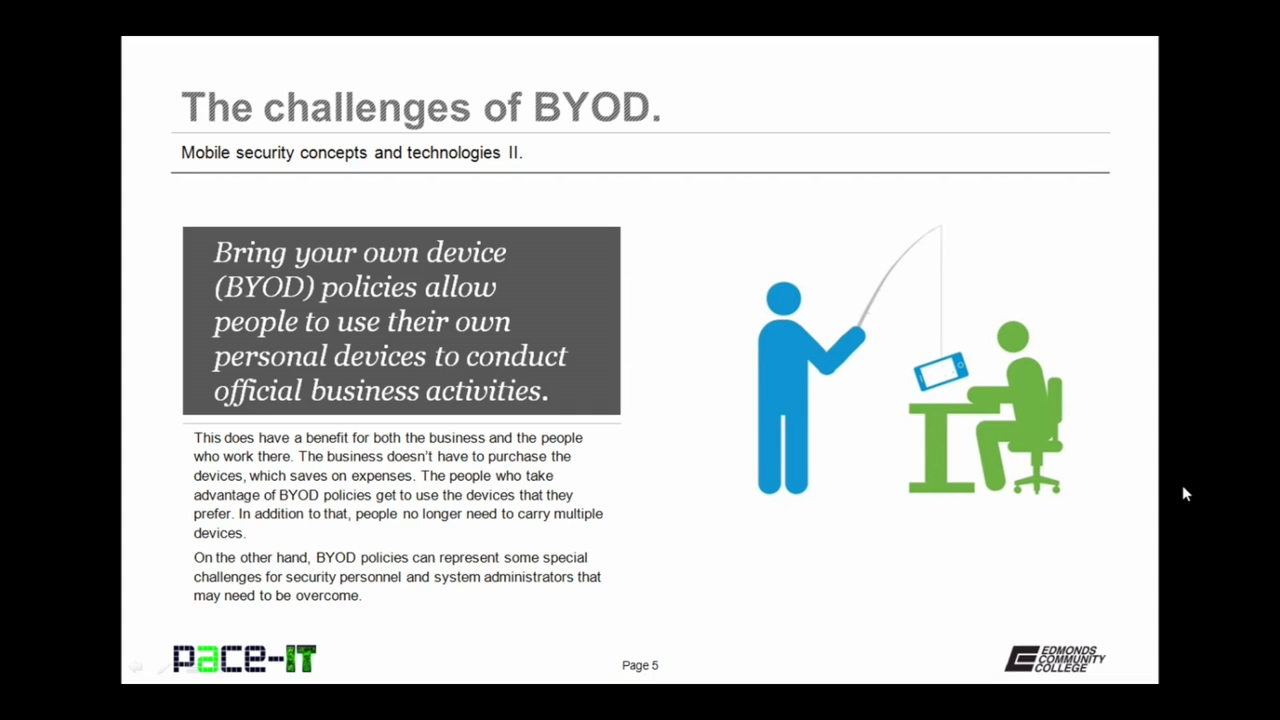 The challenges of BYOD.
Mobile security concepts and technologies II.
Bring your own device
(BYOD) policies allow
people to use their own
personal devices to conduct
official business activities.
This does have a benefit for both the business and the people
who work there. The business doesn't have to purchase the
devices, which saves on expenses. The people who take
advantage of BYOD policies get to use the devices that they
prefer. In addition to that, people no longer need to carry multiple
devices.
On the other hand, BYOD policies can represent some special
challenges for security personnel and system administrators that
may need to be overcome.
pace-IT
Page 5
EDMONDS
COMMUNITY
COLLEGE